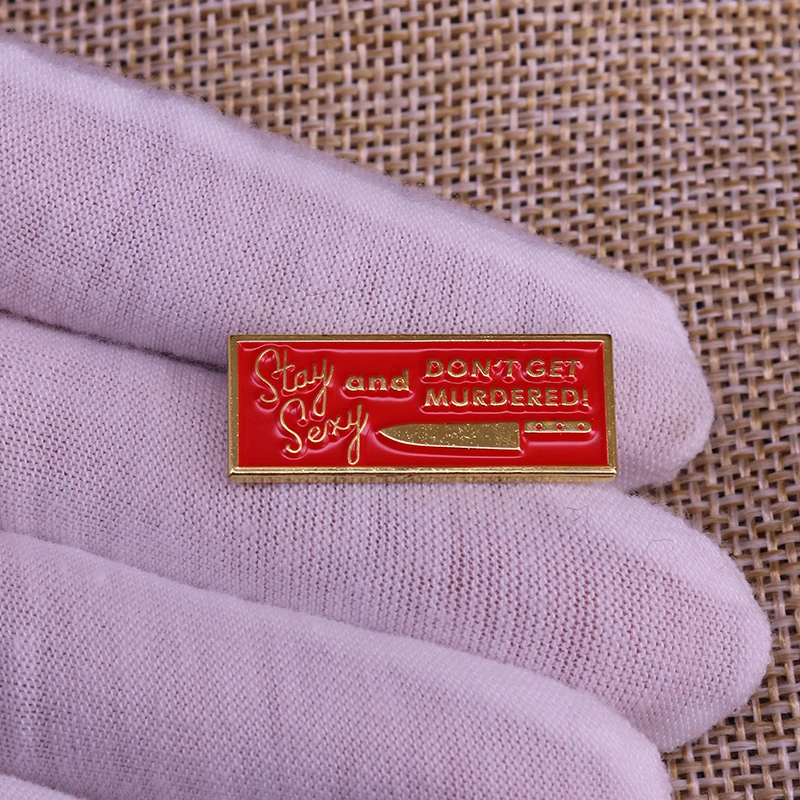 Stay
Sexy
and
DON'T GET
MURDERED!